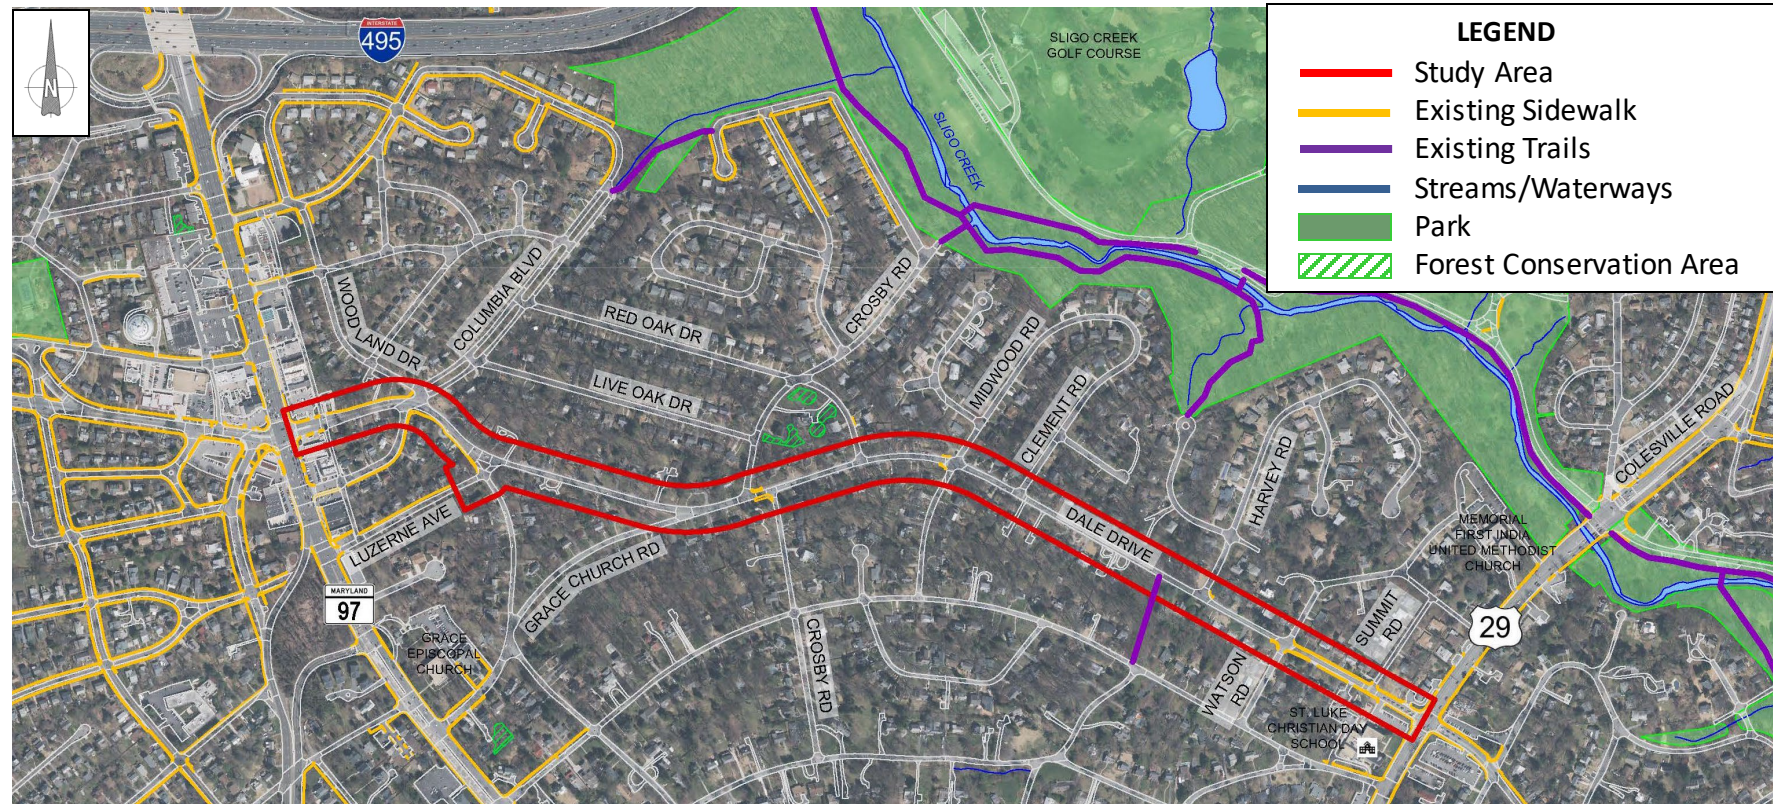 N
INTERSTATE
495
SLIGO CREEK
GOLF COURSE
LEGEND
Study Area
Existing Sidewalk
Existing Trails
Streams/Waterways
Park
Forest Conservation Area
SLIGO CREEK
WOODLAND DR
COLUMBIA BLVD
RED OAK DR
LIVE OAK DR
CROSBY RD
MIDWOOD RD
CLEMENT RD
HARVEY RD
COLESVILLE ROAD
LUZERNE AVE
GRACE CHURCH RD
DALE DRIVE
MEMORIAL
FIRST INDIA
UNITED METHODIST
CHURCH
MARYLAND
97
GRACE
EPISCOPAL
CHURCH
CROSBY RD
WATSON
RD
SUMMIT
RD
29
ST. LUKE
CHRISTIAN DAY
SCHOOL